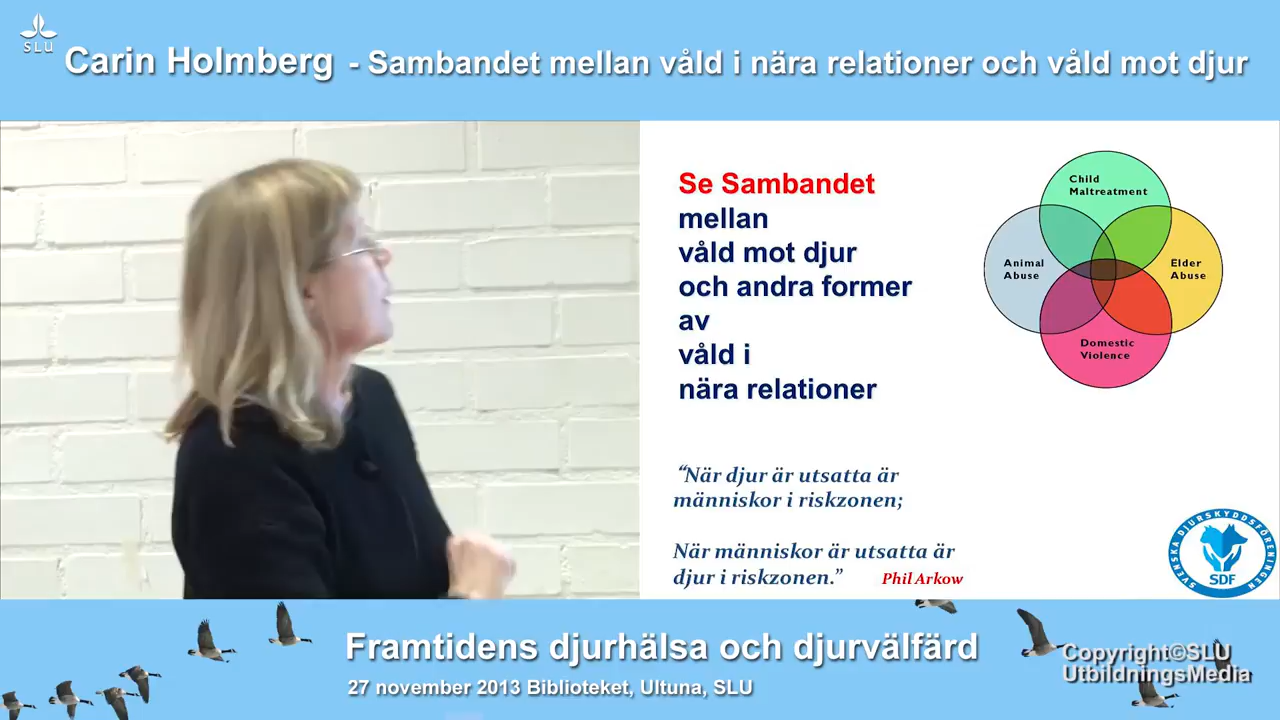 SLU
Carin Holmberg - Sambandet mellan våld i nära relationer och våld mot djur
Se Sambandet
mellan
våld mot djur
och andra former
av
våld i
nära relationer
Child
Maltreatment
Animal
Abuse
Elder
Abuse
Domestic
Violence
“När djur är utsatta är
människor i riskzonen;
När människor är utsatta är
djur i riskzonen.” Phil Arkow
SVENSKA DJURSKYDDSFÖRENINGEN
SDF
Framtidens djurhälsa och djurvälfärd
27 november 2013 Biblioteket, Ultuna, SLU
Copyright©SLU
UtbildningsMedia